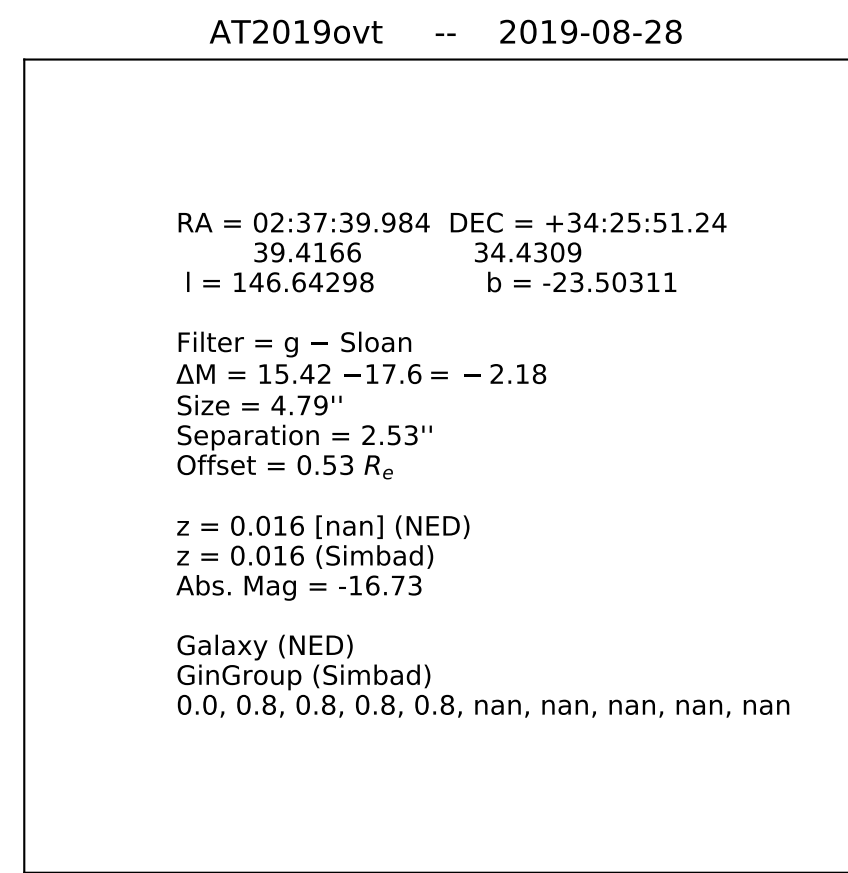 AT2019ovt -- 2019-08-28
RA = 02:37:39.984 DEC = +34:25:51.24
39.4166 34.4309
l = 146.64298 b = -23.50311
Filter = g − Sloan
ΔM = 15.42 −17.6 = − 2.18
Size = 4.79''
Separation = 2.53''
Offset = 0.53 Rₑ
z = 0.016 [nan] (NED)
z = 0.016 (Simbad)
Abs. Mag = -16.73
Galaxy (NED)
GinGroup (Simbad)
0.0, 0.8, 0.8, 0.8, 0.8, nan, nan, nan, nan, nan